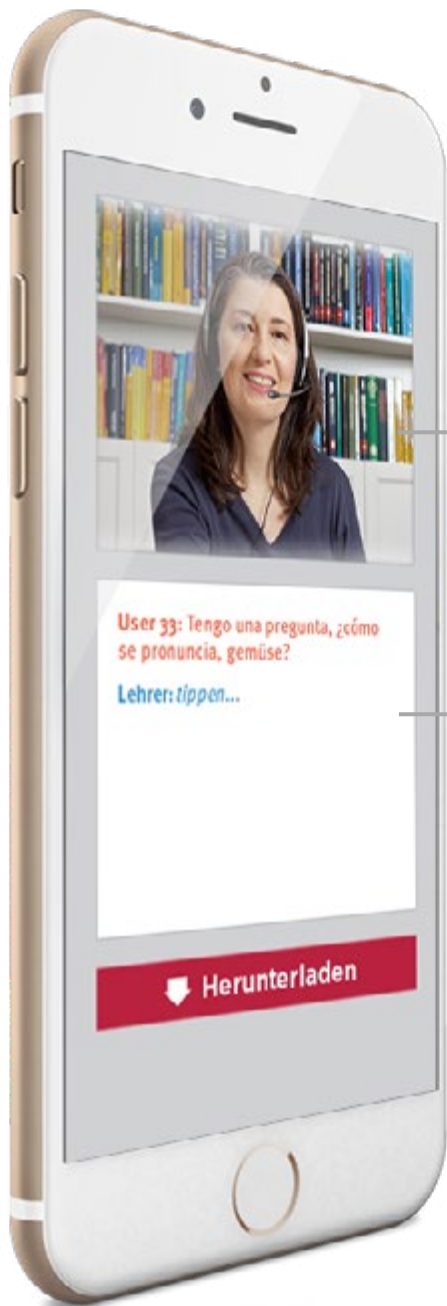 User 33: Tengo una pregunta, ¿cómo
se pronuncia, gemüse?
Lehrer: tippen...
Herunterladen